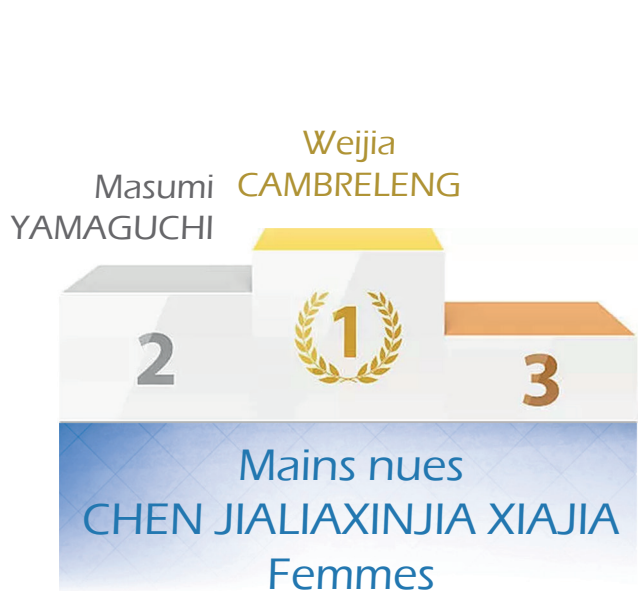 Weijia
CAMBRELENG
Masumi
YAMAGUCHI
1
2
3
Mains nues
CHEN JIALIAXINJIA XIAJIA
Femmes